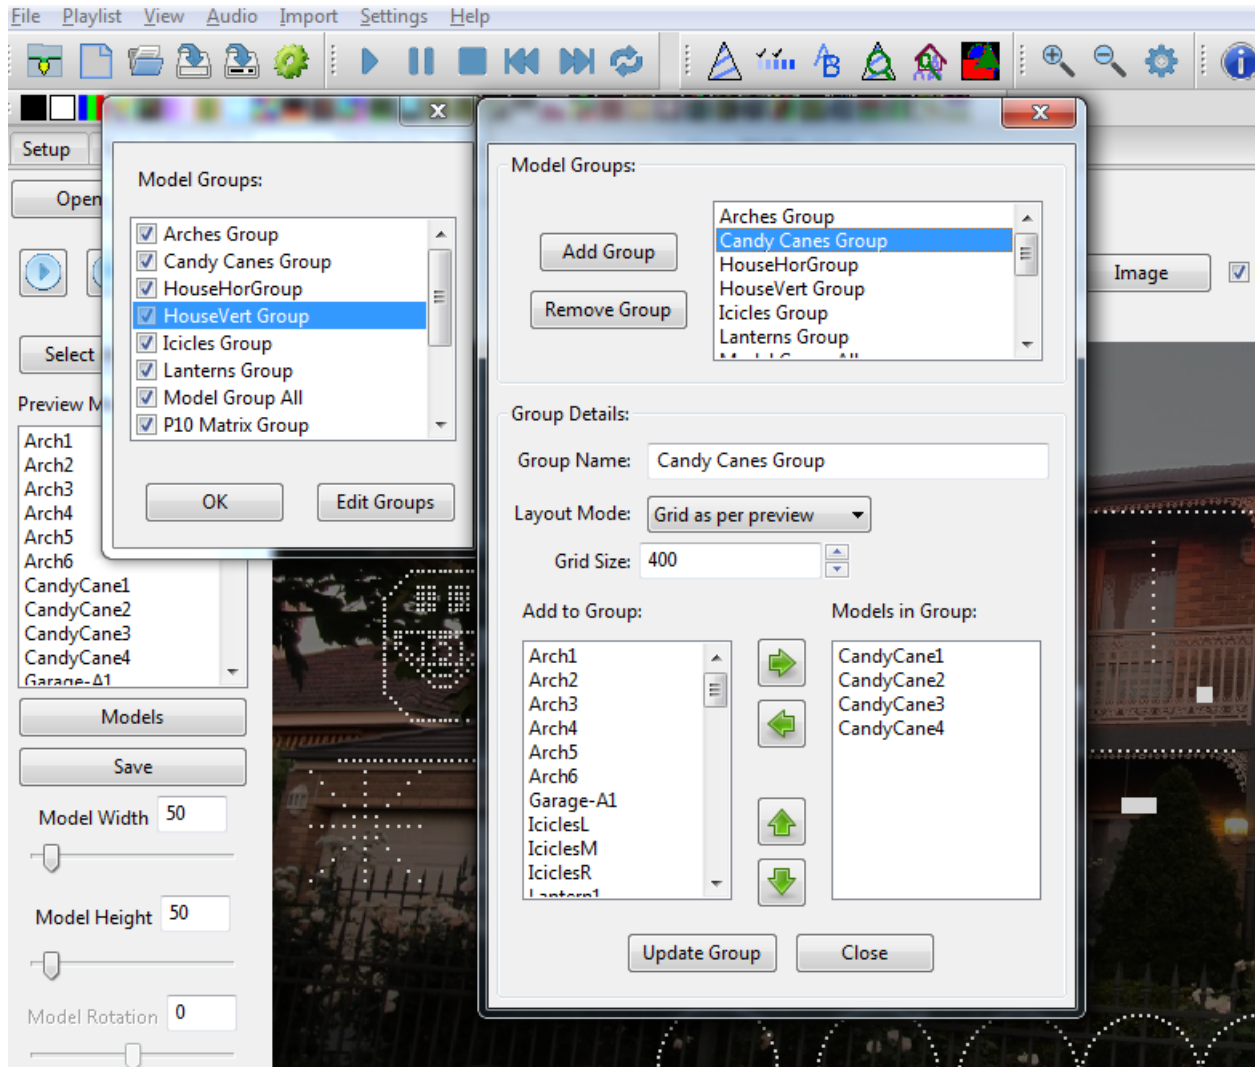 File Playlist View Audio Import Settings Help
Setup
Open
Select
Preview M
Arch1
Arch2
Arch3
Arch4
Arch5
Arch6
CandyCane1
CandyCane2
CandyCane3
CandyCane4
Garage-A1
Models
Save
Model Width 50
Model Height 50
Model Rotation 0
Model Groups:
Arches Group
Candy Canes Group
HouseHorGroup
HouseVert Group
Icicles Group
Lanterns Group
Model Group All
P10 Matrix Group
OK Edit Groups
Model Groups:
Add Group
Remove Group
Arches Group
Candy Canes Group
HouseHorGroup
HouseVert Group
Icicles Group
Lanterns Group
Model Group All
Group Details:
Group Name: Candy Canes Group
Layout Mode: Grid as per preview
Grid Size: 400
Add to Group:
Arch1
Arch2
Arch3
Arch4
Arch5
Arch6
Garage-A1
IciclesL
IciclesM
IciclesR
Lantern1
Models in Group:
CandyCane1
CandyCane2
CandyCane3
CandyCane4
Update Group Close
Image